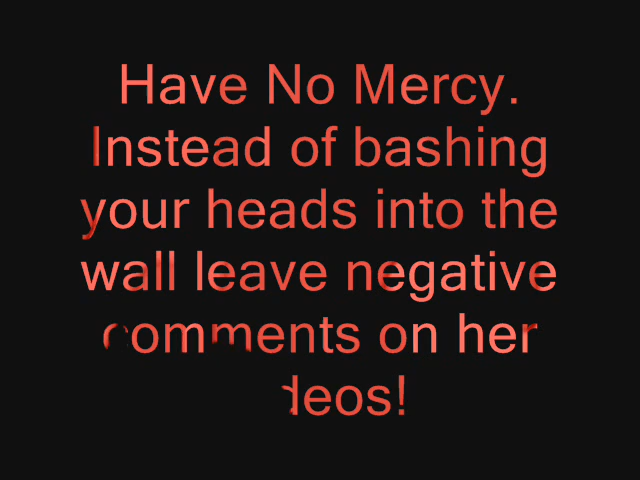 Have No Mercy.
Instead of bashing
your heads into the
wall leave negative
comments on her
deos!